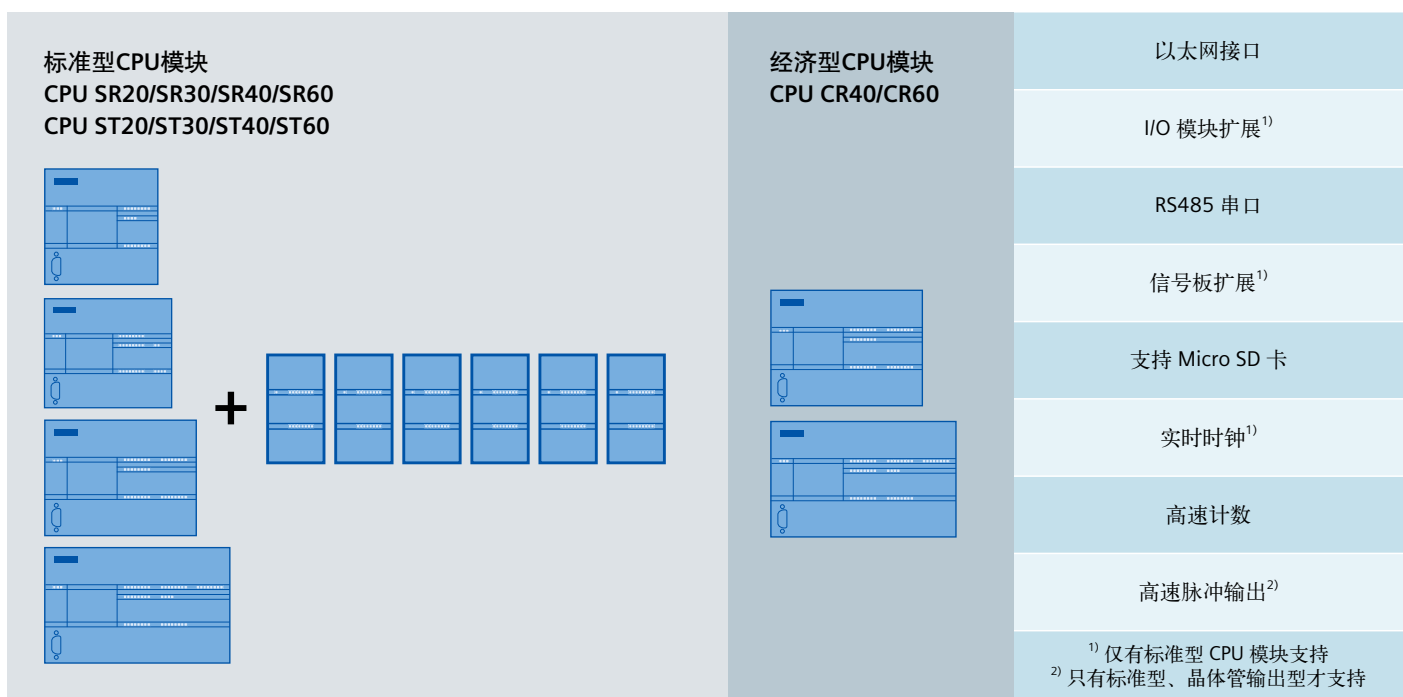 标准型CPU模块
CPU SR20/SR30/SR40/SR60
CPU ST20/ST30/ST40/ST60
经济型CPU模块
CPU CR40/CR60
以太网接口
I/O 模块扩展1)
RS485 串口
信号板扩展1)
支持 Micro SD 卡
实时时钟1)
高速计数
高速脉冲输出2)
1) 仅有标准型 CPU 模块支持
2) 只有标准型、晶体管输出型才支持
+